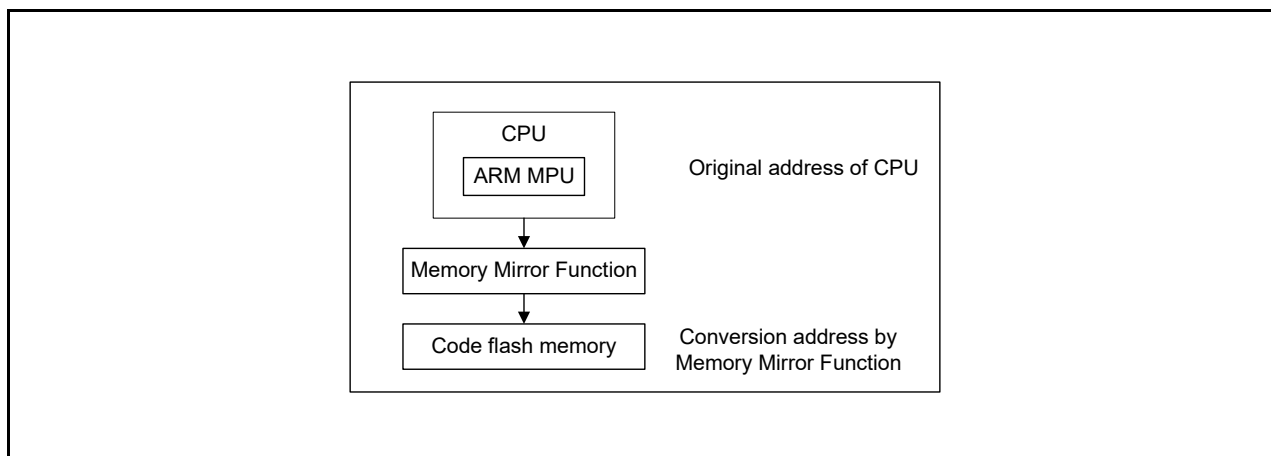 CPU
ARM MPU
Original address of CPU
Memory Mirror Function
Code flash memory
Conversion address by
Memory Mirror Function